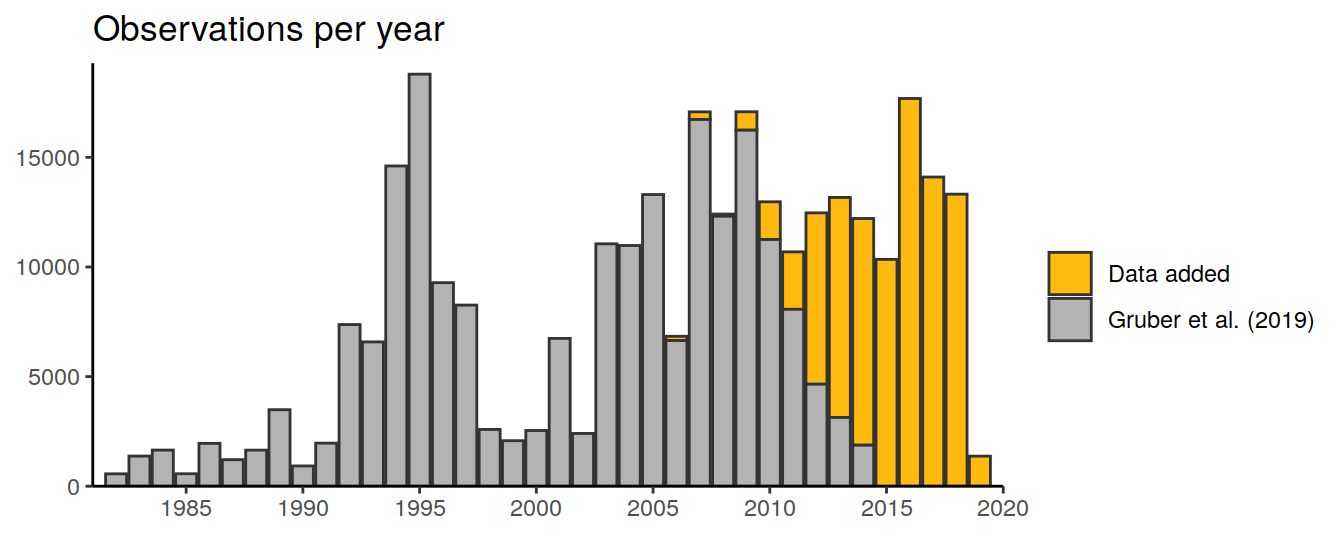 Observations per year
15000
10000
5000
0
1985 1990 1995 2000 2005 2010 2015 2020
Data added
Gruber et al. (2019)